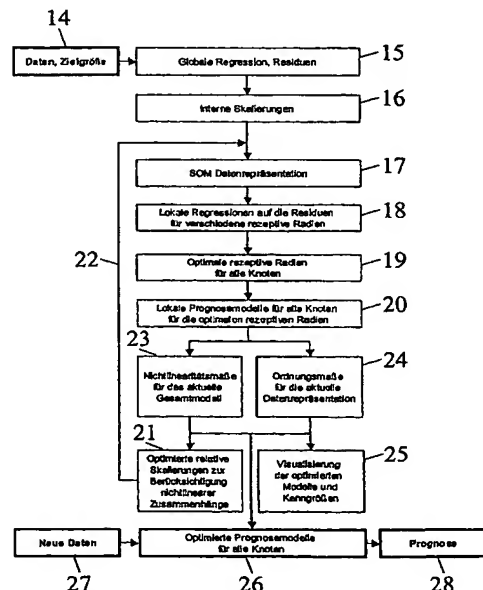 14
Daten, Zielgröße
Globale Regression, Residuen
15
Interne Skalierungen
16
SOM Datenrepräsentation
17
Lokale Regressionen auf die Residuen
für verschiedene rezeptive Radien
18
22
Optimale rezeptive Radien
für alle Knoten
19
Lokale Prognosemodelle für alle Knoten
für die optimalen rezeptiven Radien
20
23
Nichtlinearitätsmaße
für das aktuelle
Gesamtmodell
Ordnungsmaße
für die aktuelle
Datenrepräsentation
24
21
Optimierte relative
Skalierungen zur
Berücksichtigung
nichtlinearer
Zusammenhänge
Visualisierung
der optimierten
Modelle und
Kenngrößen
25
Neue Daten
Optimierte Prognosemodelle
für alle Knoten
Prognose
27
26
28